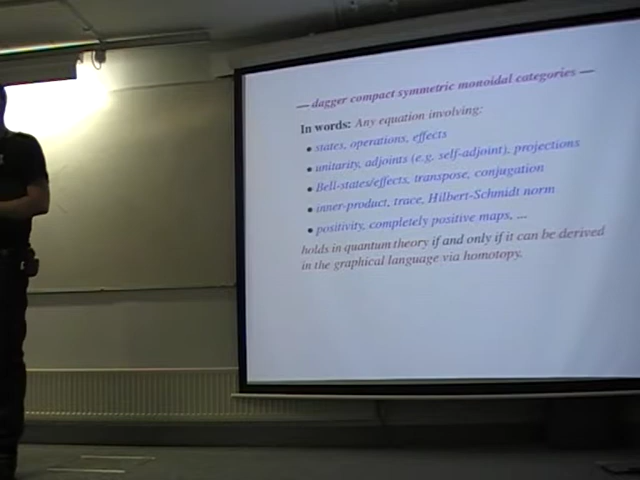 — dagger compact symmetric monoidal categories —
In words: Any equation involving:
• states, operations, effects
• unitarity, adjoints (e.g. self-adjoint), projections
• Bell-states/effects, transpose, conjugation
• inner-product, trace, Hilbert-Schmidt norm
• positivity, completely positive maps, ...
holds in quantum theory if and only if it can be derived
in the graphical language via homotopy.